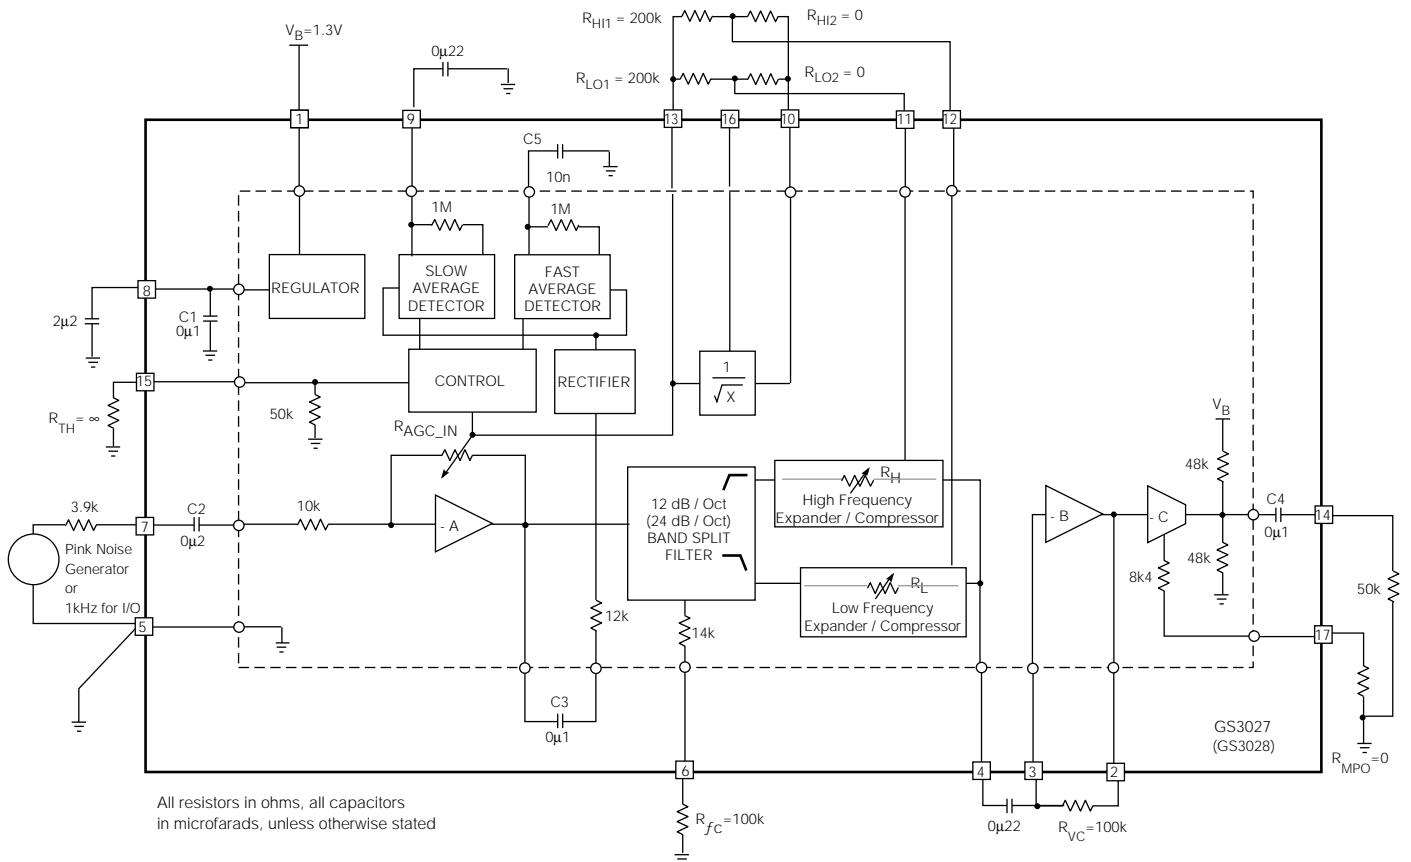 R_HI1 = 200k
R_HI2 = 0
V_B=1.3V
0µ22
R_LO1 = 200k
R_LO2 = 0
1
9
13
16
10
11
12
C5
10n
1M
1M
REGULATOR
SLOW
AVERAGE
DETECTOR
FAST
AVERAGE
DETECTOR
8
2µ2
C1
0µ1
15
CONTROL
RECTIFIER
1
√X
R_TH = ∞
50k
R_AGC_IN
V_B
48k
3.9k
7
C2
0µ2
10k
- A
12 dB / Oct
(24 dB / Oct)
BAND SPLIT
FILTER
R_H
High Frequency
Expander / Compressor
- B
- C
C4
0µ1
14
Pink Noise
Generator
or
1kHz for I/O
48k
8k4
50k
R_L
Low Frequency
Expander / Compressor
5
12k
14k
17
C3
0µ1
GS3027
(GS3028)
R_MPO=0
6
4
3
2
All resistors in ohms, all capacitors
in microfarads, unless otherwise stated
R_fC=100k
0µ22
R_VC=100k